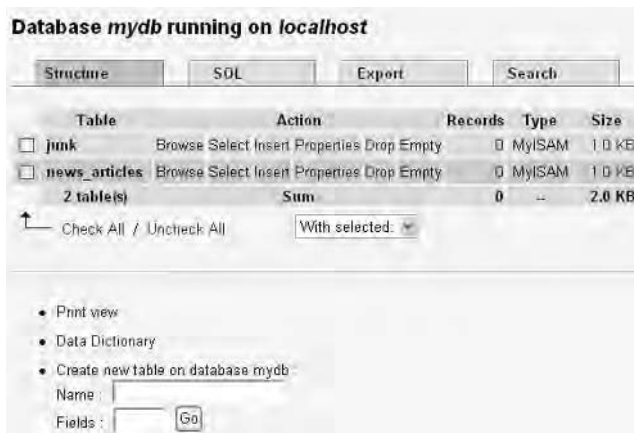 Database mydb running on localhost
Structure SQL Export Search
Table Action Records Type Size
junk Browse Select Insert Properties Drop Empty 0 MyISAM 1.0 KB
news_articles Browse Select Insert Properties Drop Empty 0 MyISAM 1.0 KB
2 table(s) Sum 0 -- 2.0 KB
Check All / Uncheck All With selected:
Print view
Data Dictionary
Create new table on database mydb :
Name :
Fields : Go